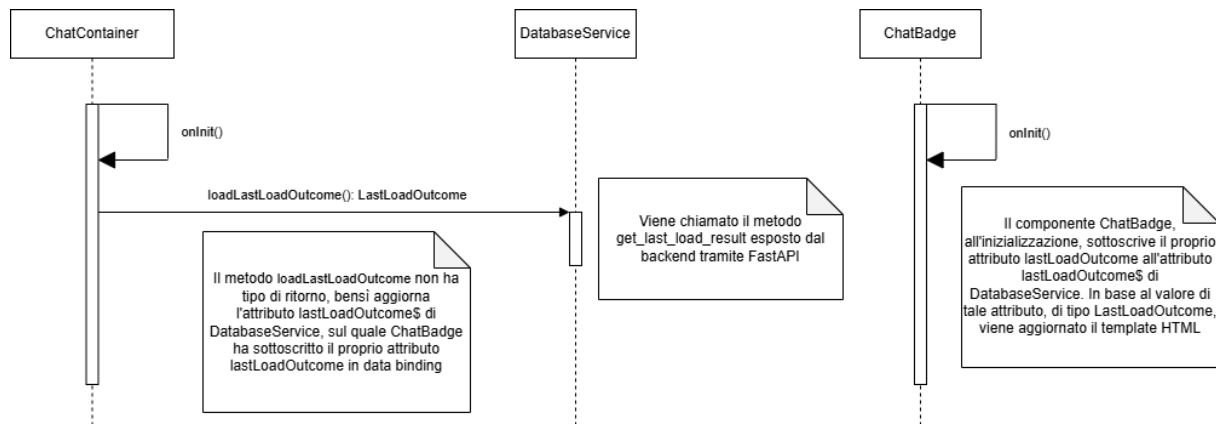 ChatContainer
DatabaseService
ChatBadge
onInit()
onInit()
loadLastLoadOutcome(): LastLoadOutcome
Viene chiamato il metodo
get_last_load_result esposto dal
backend tramite FastAPI
Il metodo loadLastLoadOutcome non ha
tipo di ritorno, bensì aggiorna
l'attributo lastLoadOutcome$ di
DatabaseService, sul quale ChatBadge
ha sottoscritto il proprio attributo
lastLoadOutcome in data binding
Il componente ChatBadge,
all'inizializzazione, sottoscrive il proprio
attributo lastLoadOutcome all'attributo
lastLoadOutcome$ di
DatabaseService. In base al valore di
tale attributo, di tipo LastLoadOutcome,
viene aggiornato il template HTML